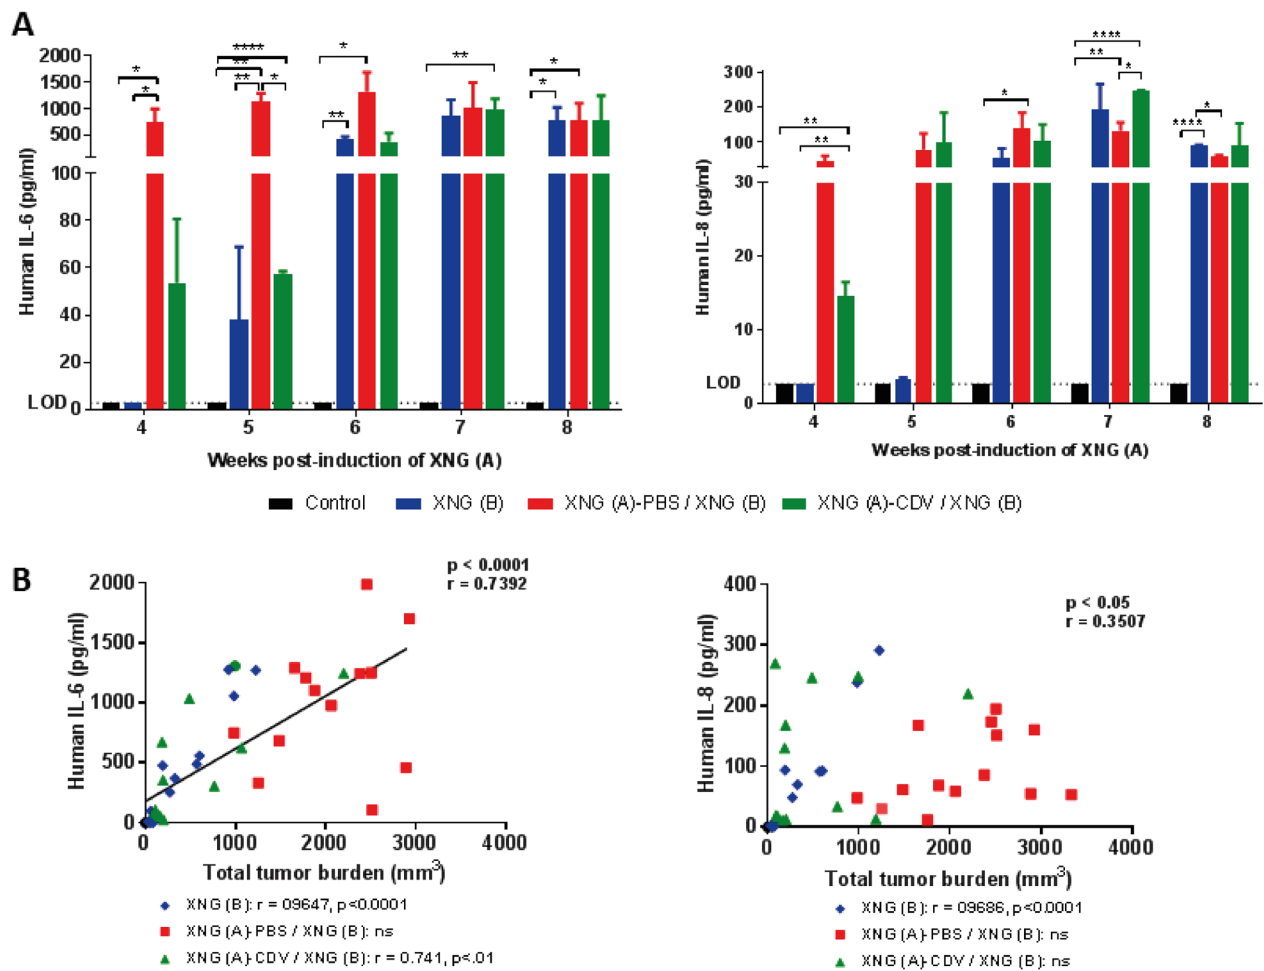 A
Human IL-6 (pg/ml)
2000
1500
1000
500
100
80
60
40
20
0
LOD
* * **** ** ** * * ** ** * *
4 5 6 7 8
Weeks post-induction of XNG (A)
Human IL-8 (pg/ml)
300
200
100
30
20
10
0
LOD
** ** * **** ** * **** *
4 5 6 7 8
Weeks post-induction of XNG (A)
Control XNG (B) XNG (A)-PBS / XNG (B) XNG (A)-CDV / XNG (B)
B
Human IL-6 (pg/ml)
2000
1500
1000
500
0
p < 0.0001
r = 0.7392
0 1000 2000 3000 4000
Total tumor burden (mm3)
XNG (B): r = 09647, p<0.0001
XNG (A)-PBS / XNG (B): ns
XNG (A)-CDV / XNG (B): r = 0.741, p<.01
Human IL-8 (pg/ml)
400
300
200
100
0
p < 0.05
r = 0.3507
0 1000 2000 3000 4000
Total tumor burden (mm3)
XNG (B): r = 09686, p<0.0001
XNG (A)-PBS / XNG (B): ns
XNG (A)-CDV / XNG (B): ns